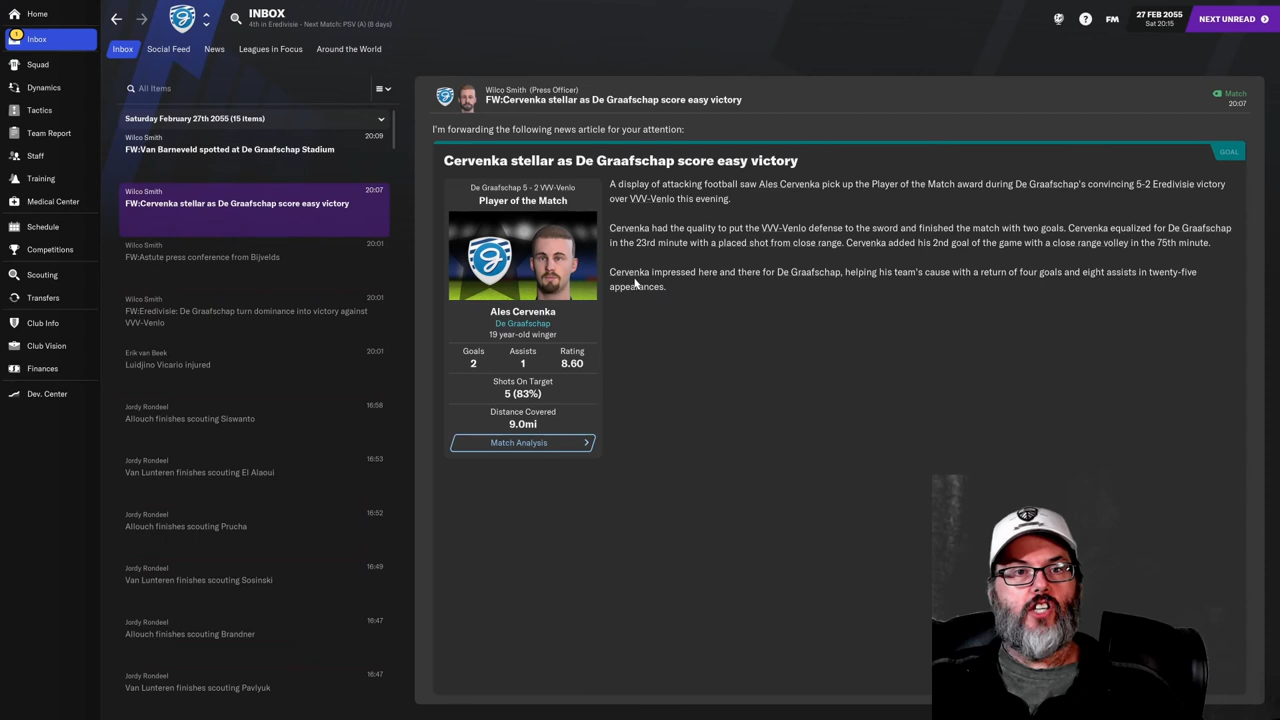 Home
Inbox
Squad
Dynamics
Tactics
Team Report
Staff
Training
Medical Center
Schedule
Competitions
Scouting
Transfers
Club Info
Club Vision
Finances
Dev. Center
INBOX
4th in Eredivisie - Next Match: PSV (A) (8 days)
FM
27 FEB 2055
Sat 20:15
NEXT UNREAD
Inbox
Social Feed
News
Leagues in Focus
Around the World
All Items
Saturday February 27th 2055 (15 items)
Wilco Smith
20:09
FW:Van Barneveld spotted at De Graafschap Stadium
Wilco Smith
20:07
FW:Cervenka stellar as De Graafschap score easy victory
Wilco Smith
20:01
FW:Astute press conference from Bijvelds
Wilco Smith
20:01
FW:Eredivisie: De Graafschap turn dominance into victory against
VVV-Venlo
Erik van Beek
20:01
Luidjino Vicario injured
Jordy Rondeel
16:58
Allouch finishes scouting Siswanto
Jordy Rondeel
16:53
Van Lunteren finishes scouting El Alaoui
Jordy Rondeel
16:52
Allouch finishes scouting Prucha
Jordy Rondeel
16:49
Van Lunteren finishes scouting Sosinski
Jordy Rondeel
16:47
Allouch finishes scouting Brandner
Jordy Rondeel
16:47
Van Lunteren finishes scouting Pavlyuk
Wilco Smith (Press Officer)
FW:Cervenka stellar as De Graafschap score easy victory
Match
20:07
I'm forwarding the following news article for your attention:
Cervenka stellar as De Graafschap score easy victory
GOAL
De Graafschap 5 - 2 VVV-Venlo
Player of the Match
Ales Cervenka
De Graafschap
19 year-old winger
Goals Assists Rating
2 1 8.60
Shots On Target
5 (83%)
Distance Covered
9.0mi
Match Analysis
A display of attacking football saw Ales Cervenka pick up the Player of the Match award during De Graafschap's convincing 5-2 Eredivisie victory
over VVV-Venlo this evening.
Cervenka had the quality to put the VVV-Venlo defense to the sword and finished the match with two goals. Cervenka equalized for De Graafschap
in the 23rd minute with a placed shot from close range. Cervenka added his 2nd goal of the game with a close range volley in the 75th minute.
Cervenka impressed here and there for De Graafschap, helping his team's cause with a return of four goals and eight assists in twenty-five
appearances.